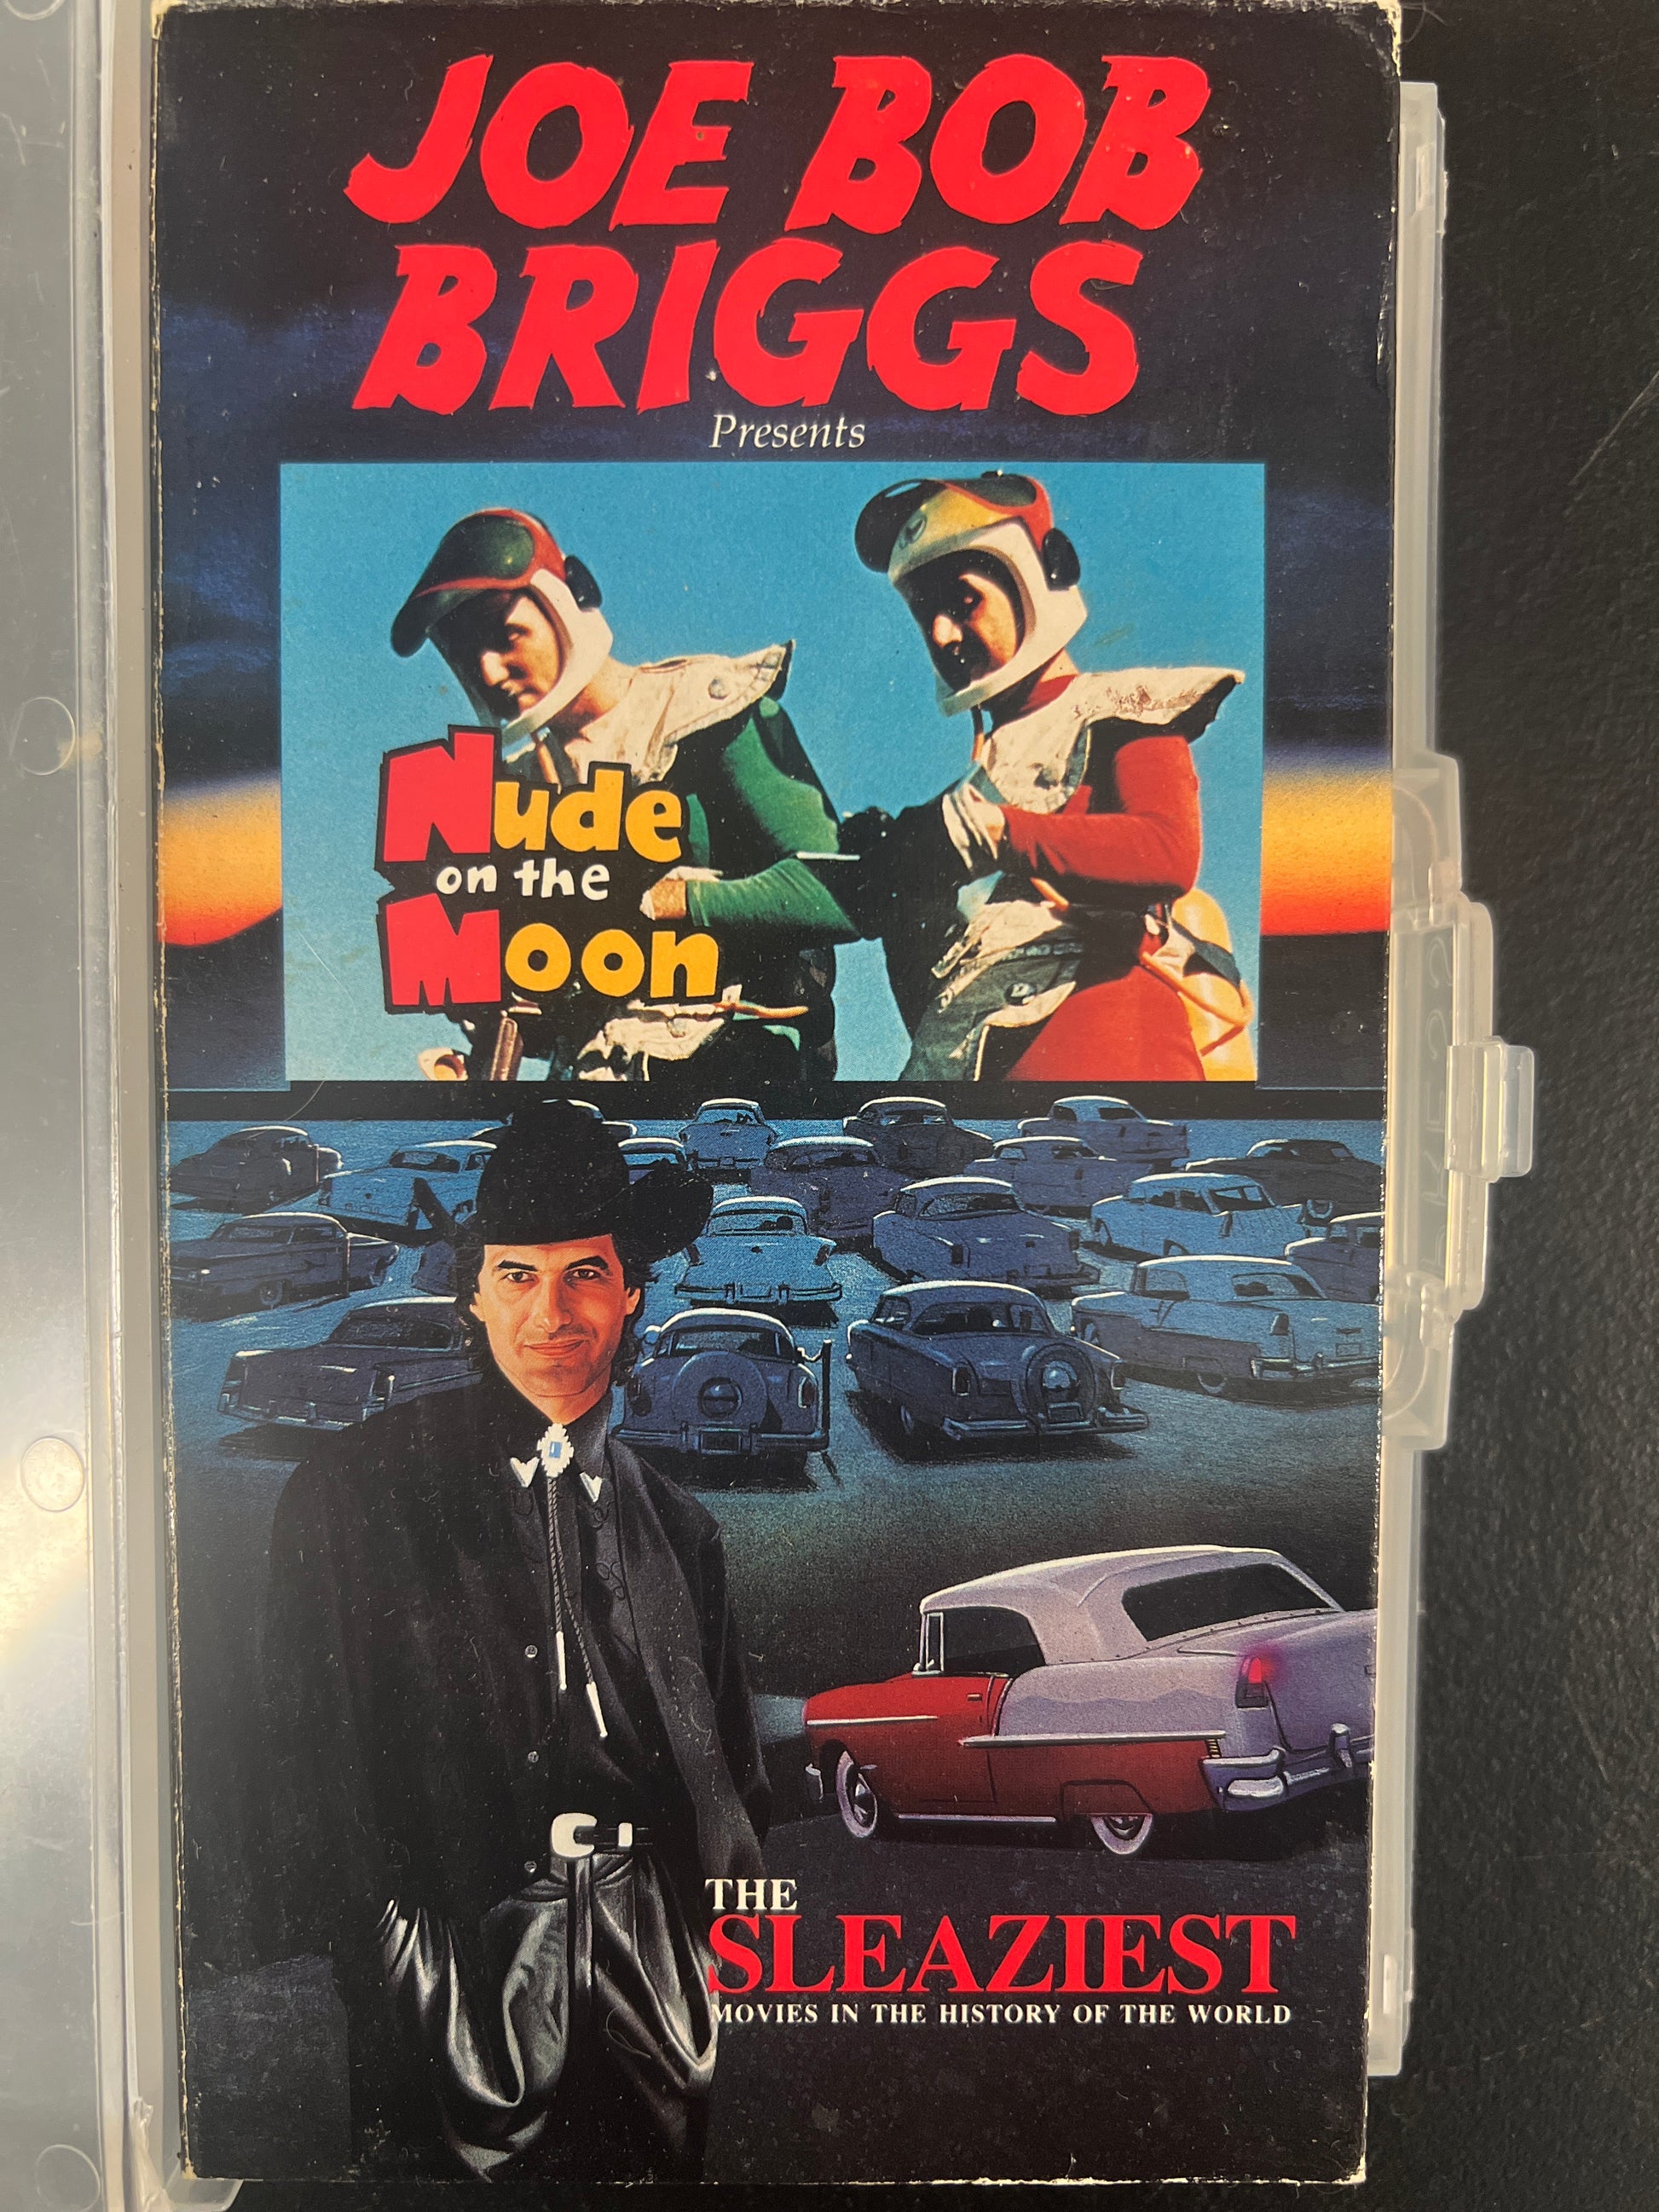 JOE BOB
BRIGGS
Presents
Nude
on the
Moon
THE
SLEAZIEST
MOVIES IN THE HISTORY OF THE WORLD